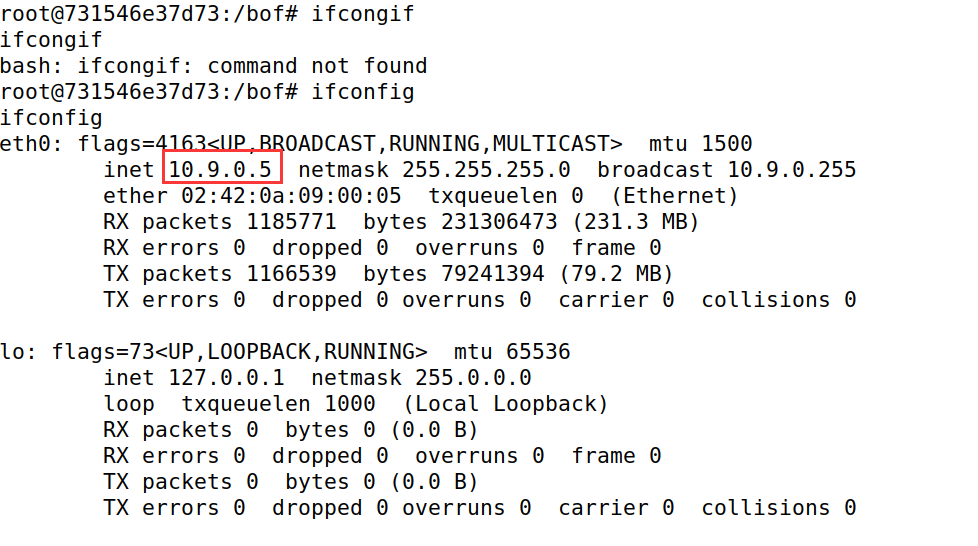 root@731546e37d73:/bof# ifcongif
ifcongif
bash: ifcongif: command not found
root@731546e37d73:/bof# ifconfig
ifconfig
eth0: flags=4163<UP,BROADCAST,RUNNING,MULTICAST>  mtu 1500
        inet 10.9.0.5  netmask 255.255.255.0  broadcast 10.9.0.255
        ether 02:42:0a:09:00:05  txqueuelen 0  (Ethernet)
        RX packets 1185771  bytes 231306473 (231.3 MB)
        RX errors 0  dropped 0  overruns 0  frame 0
        TX packets 1166539  bytes 79241394 (79.2 MB)
        TX errors 0  dropped 0 overruns 0  carrier 0  collisions 0

lo: flags=73<UP,LOOPBACK,RUNNING>  mtu 65536
        inet 127.0.0.1  netmask 255.0.0.0
        loop  txqueuelen 1000  (Local Loopback)
        RX packets 0  bytes 0 (0.0 B)
        RX errors 0  dropped 0  overruns 0  frame 0
        TX packets 0  bytes 0 (0.0 B)
        TX errors 0  dropped 0 overruns 0  carrier 0  collisions 0